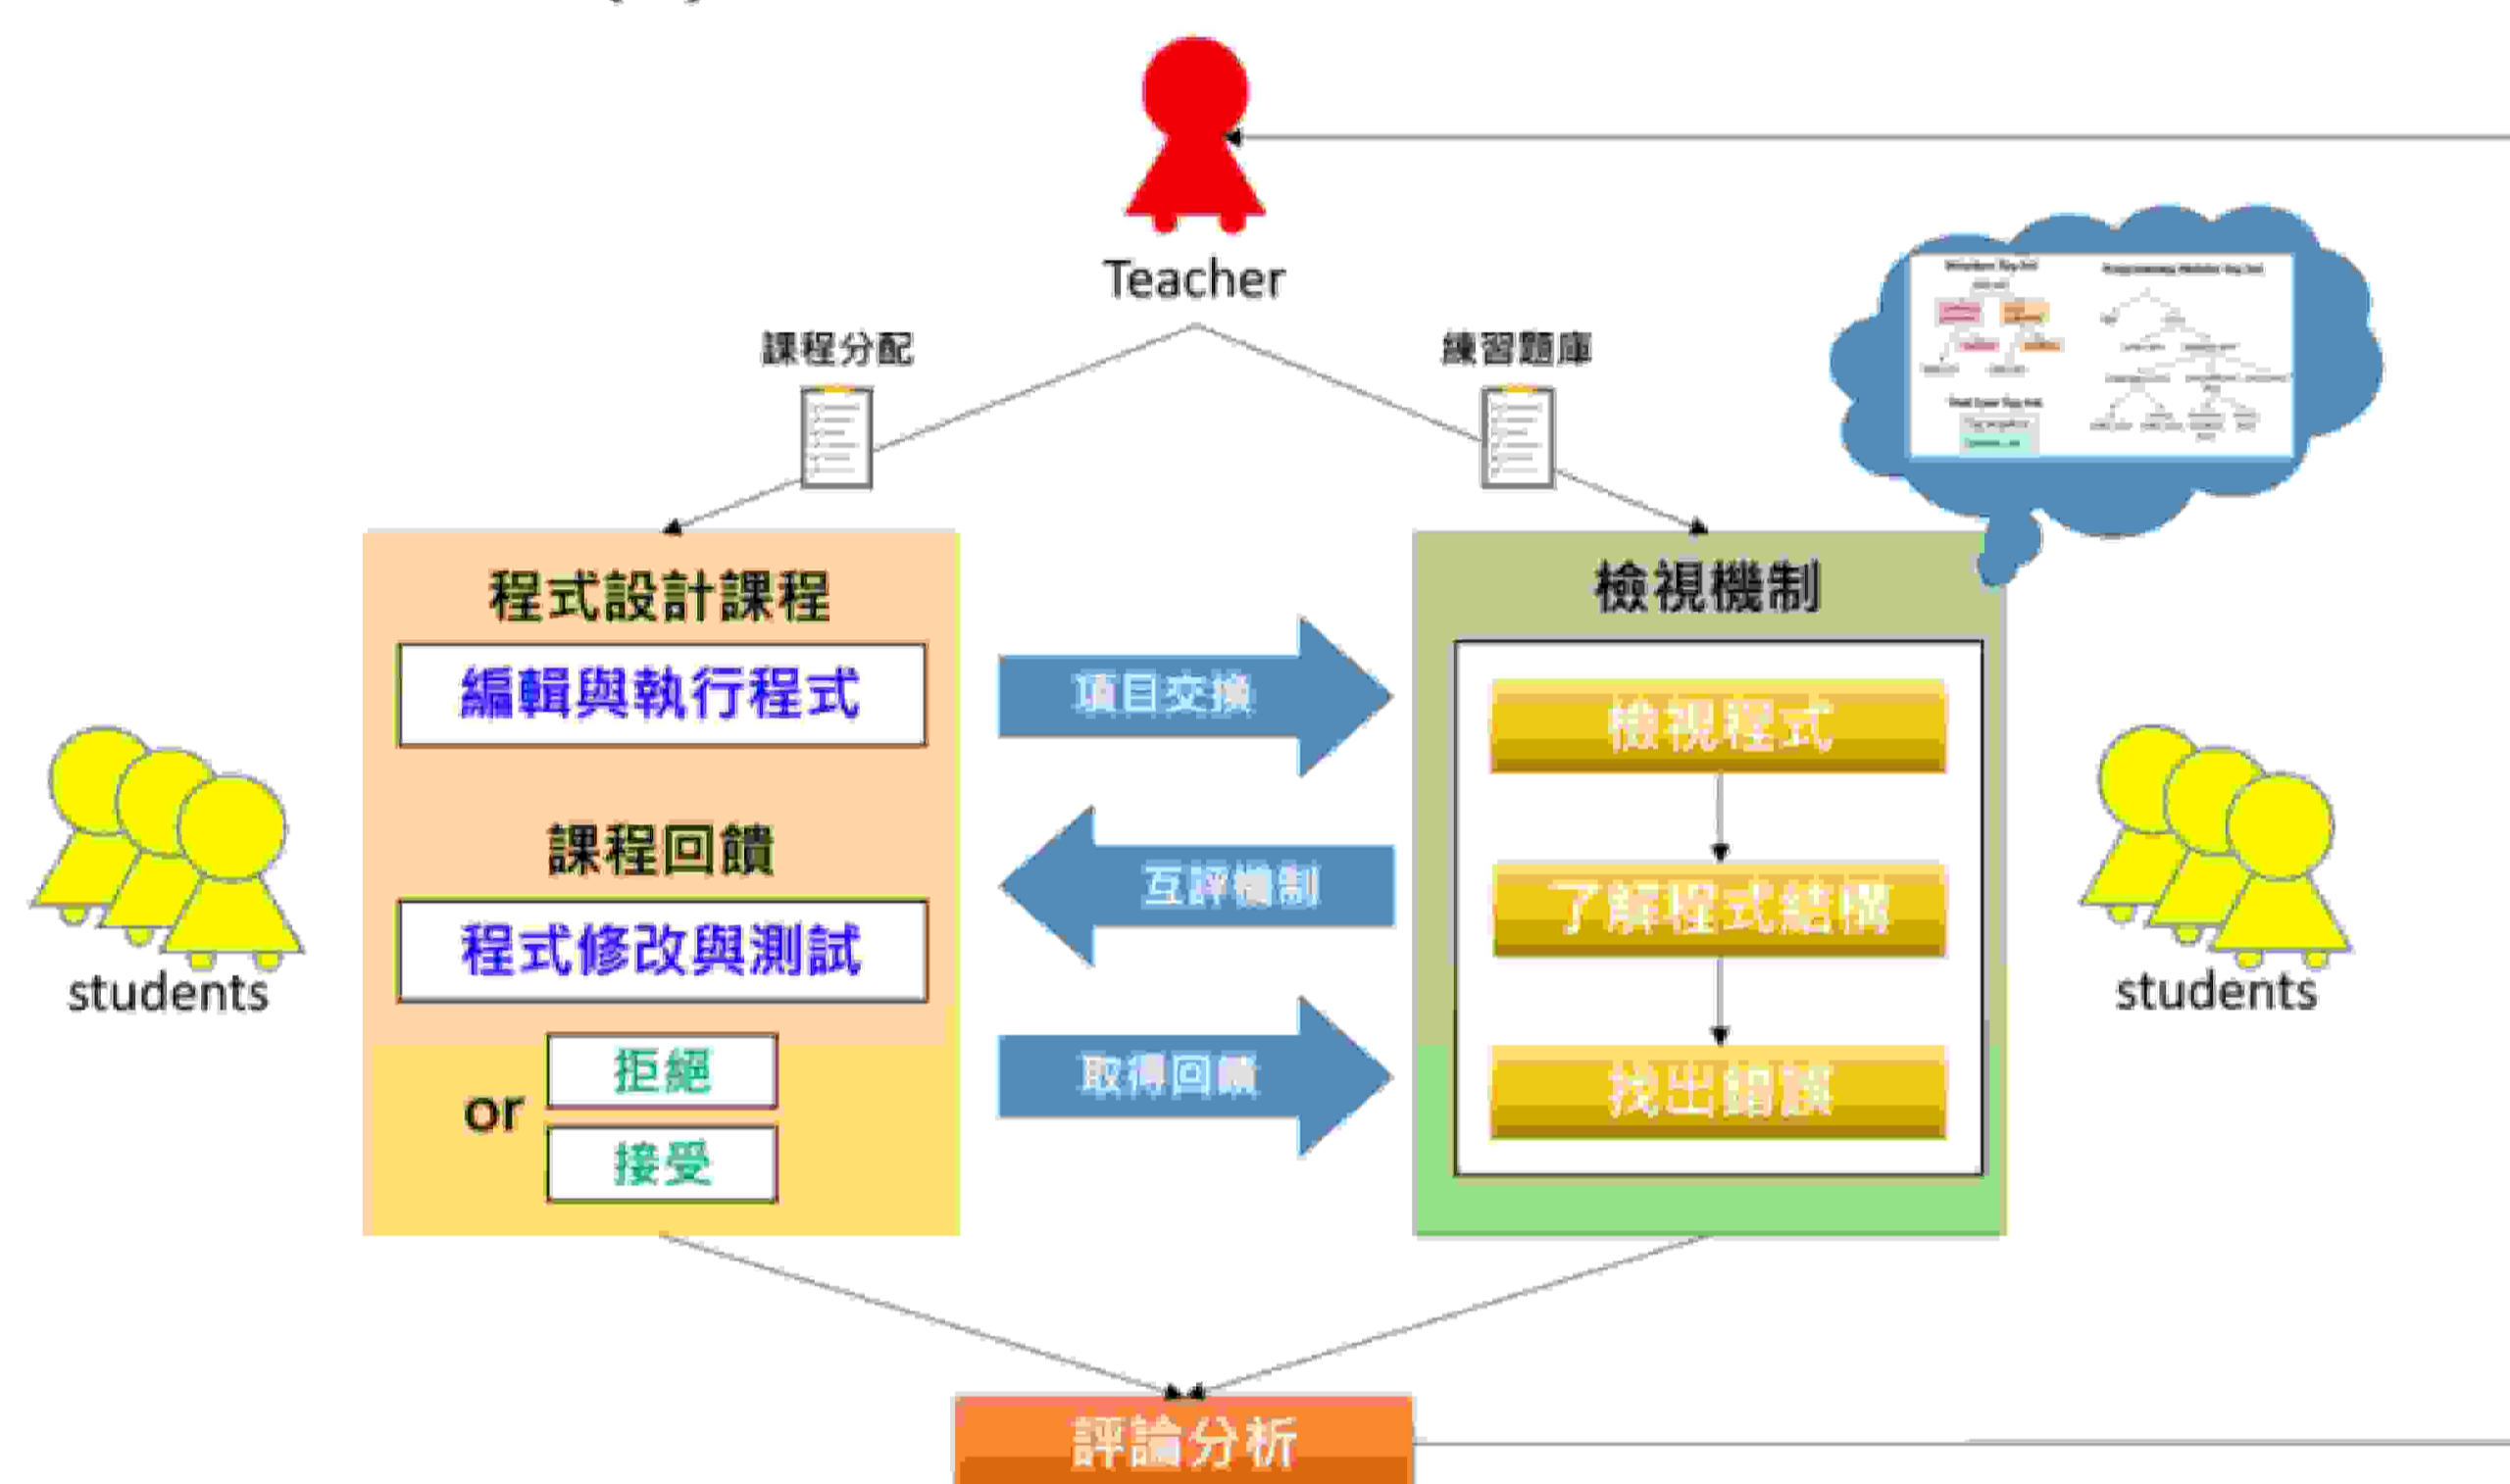 Teacher
課程分配
練習題庫
程式設計課程
編輯與執行程式
課程回饋
程式修改與測試
or
拒絕
接受
項目交換
互評機制
取得回饋
檢視機制
檢視程式
了解程式結構
找出錯誤
students
students
評論分析